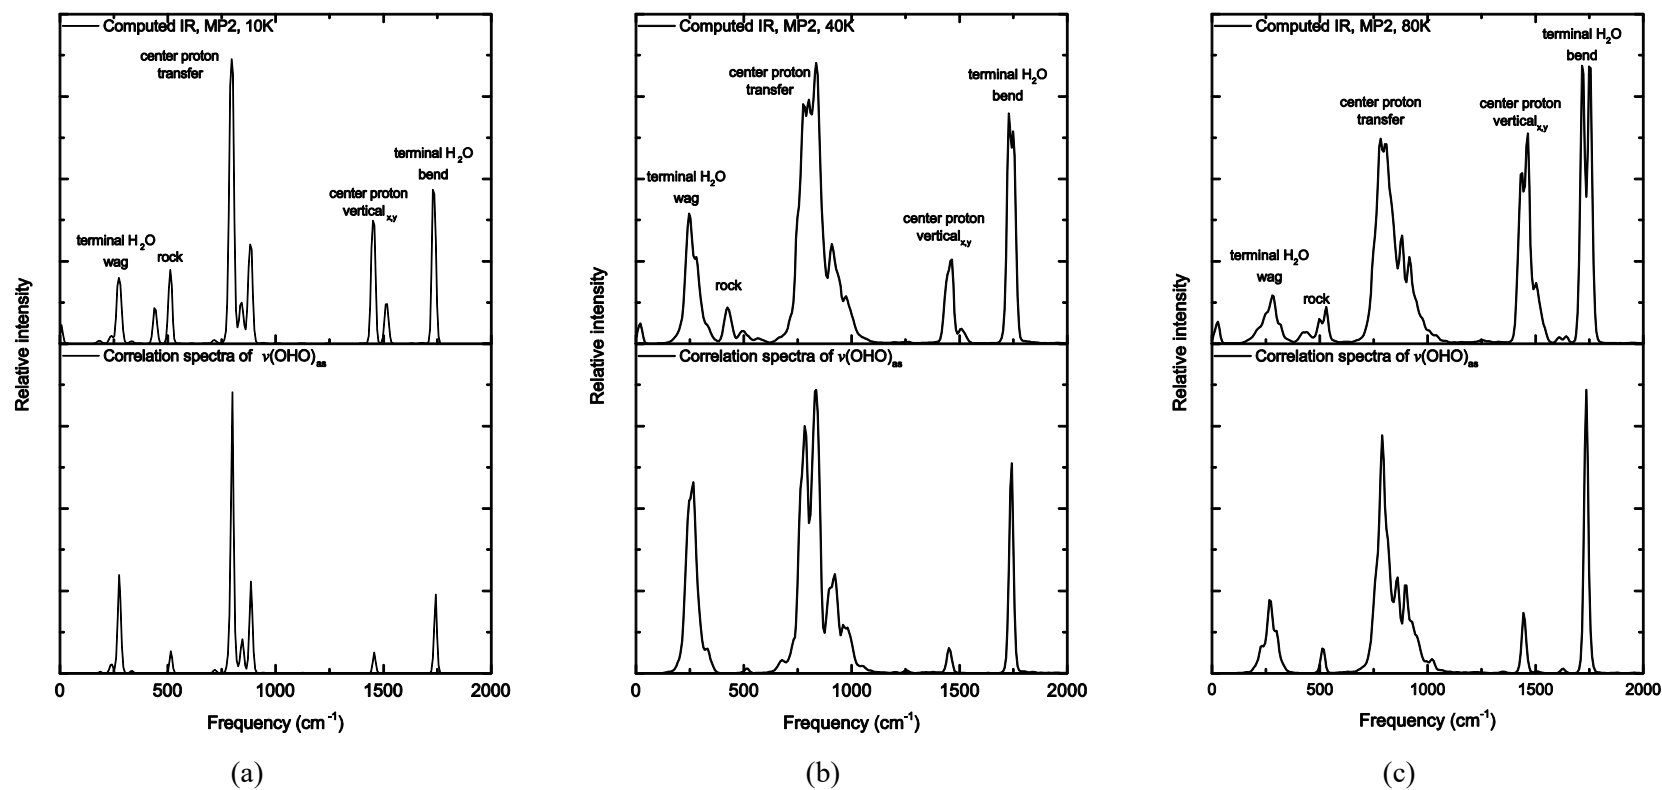 Computed IR, MP2, 10K
center proton
transfer
terminal H2O
bend
center proton
vertical x,y
terminal H2O
wag
rock
Correlation spectra of ν(OHO)as
Relative intensity
0 500 1000 1500 2000
Frequency (cm-1)
(a)
Computed IR, MP2, 40K
center proton
transfer
terminal H2O
bend
terminal H2O
wag
center proton
vertical x,y
rock
Correlation spectra of ν(OHO)as
Relative intensity
0 500 1000 1500 2000
Frequency (cm-1)
(b)
Computed IR, MP2, 80K
terminal H2O
bend
center proton
transfer
center proton
vertical x,y
terminal H2O
wag
rock
Correlation spectra of ν(OHO)as
Relative intensity
0 500 1000 1500 2000
Frequency (cm-1)
(c)